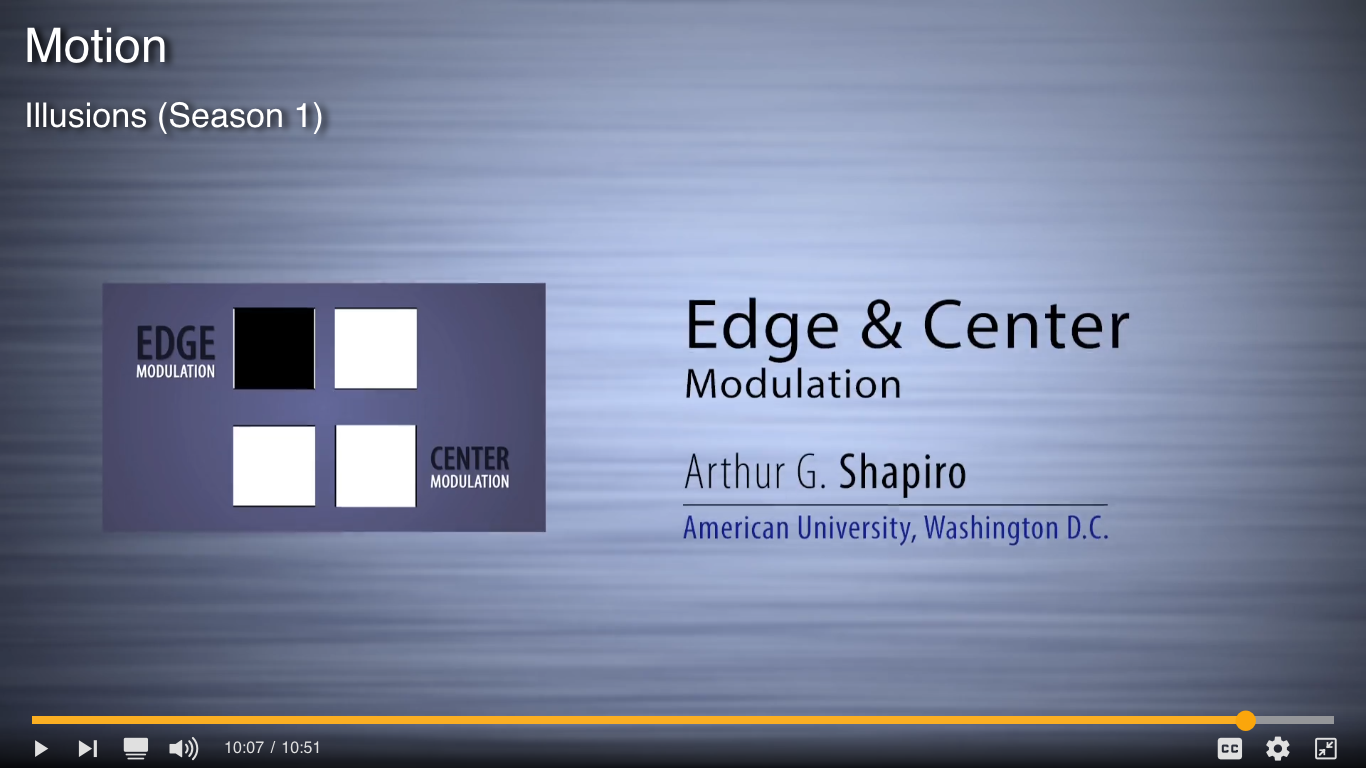 Motion
Illusions (Season 1)
EDGE
MODULATION
CENTER
MODULATION
Edge & Center
Modulation
Arthur G. Shapiro
American University, Washington D.C.
10:07 / 10:51
CC